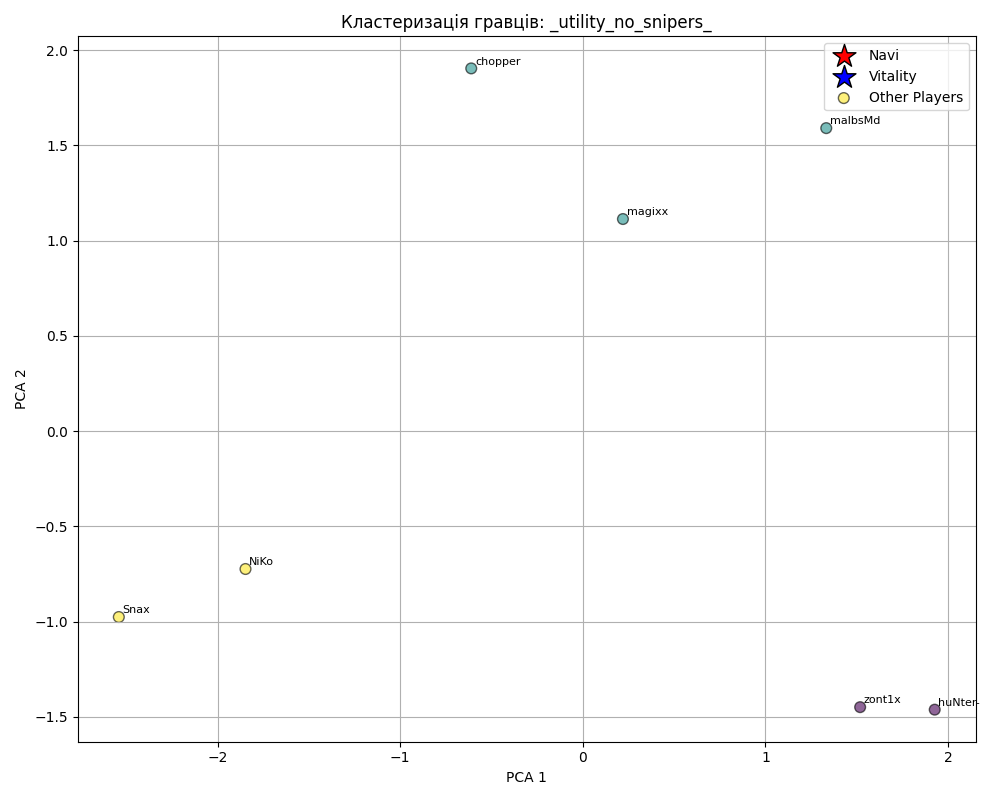 Кластеризація гравців: _utility_no_snipers_
Navi
Vitality
Other Players
chopper
malbsMd
magixx
NiKo
Snax
zont1x
huNter-
PCA 2
2.0
1.5
1.0
0.5
0.0
−0.5
−1.0
−1.5
−2
−1
0
1
2
PCA 1